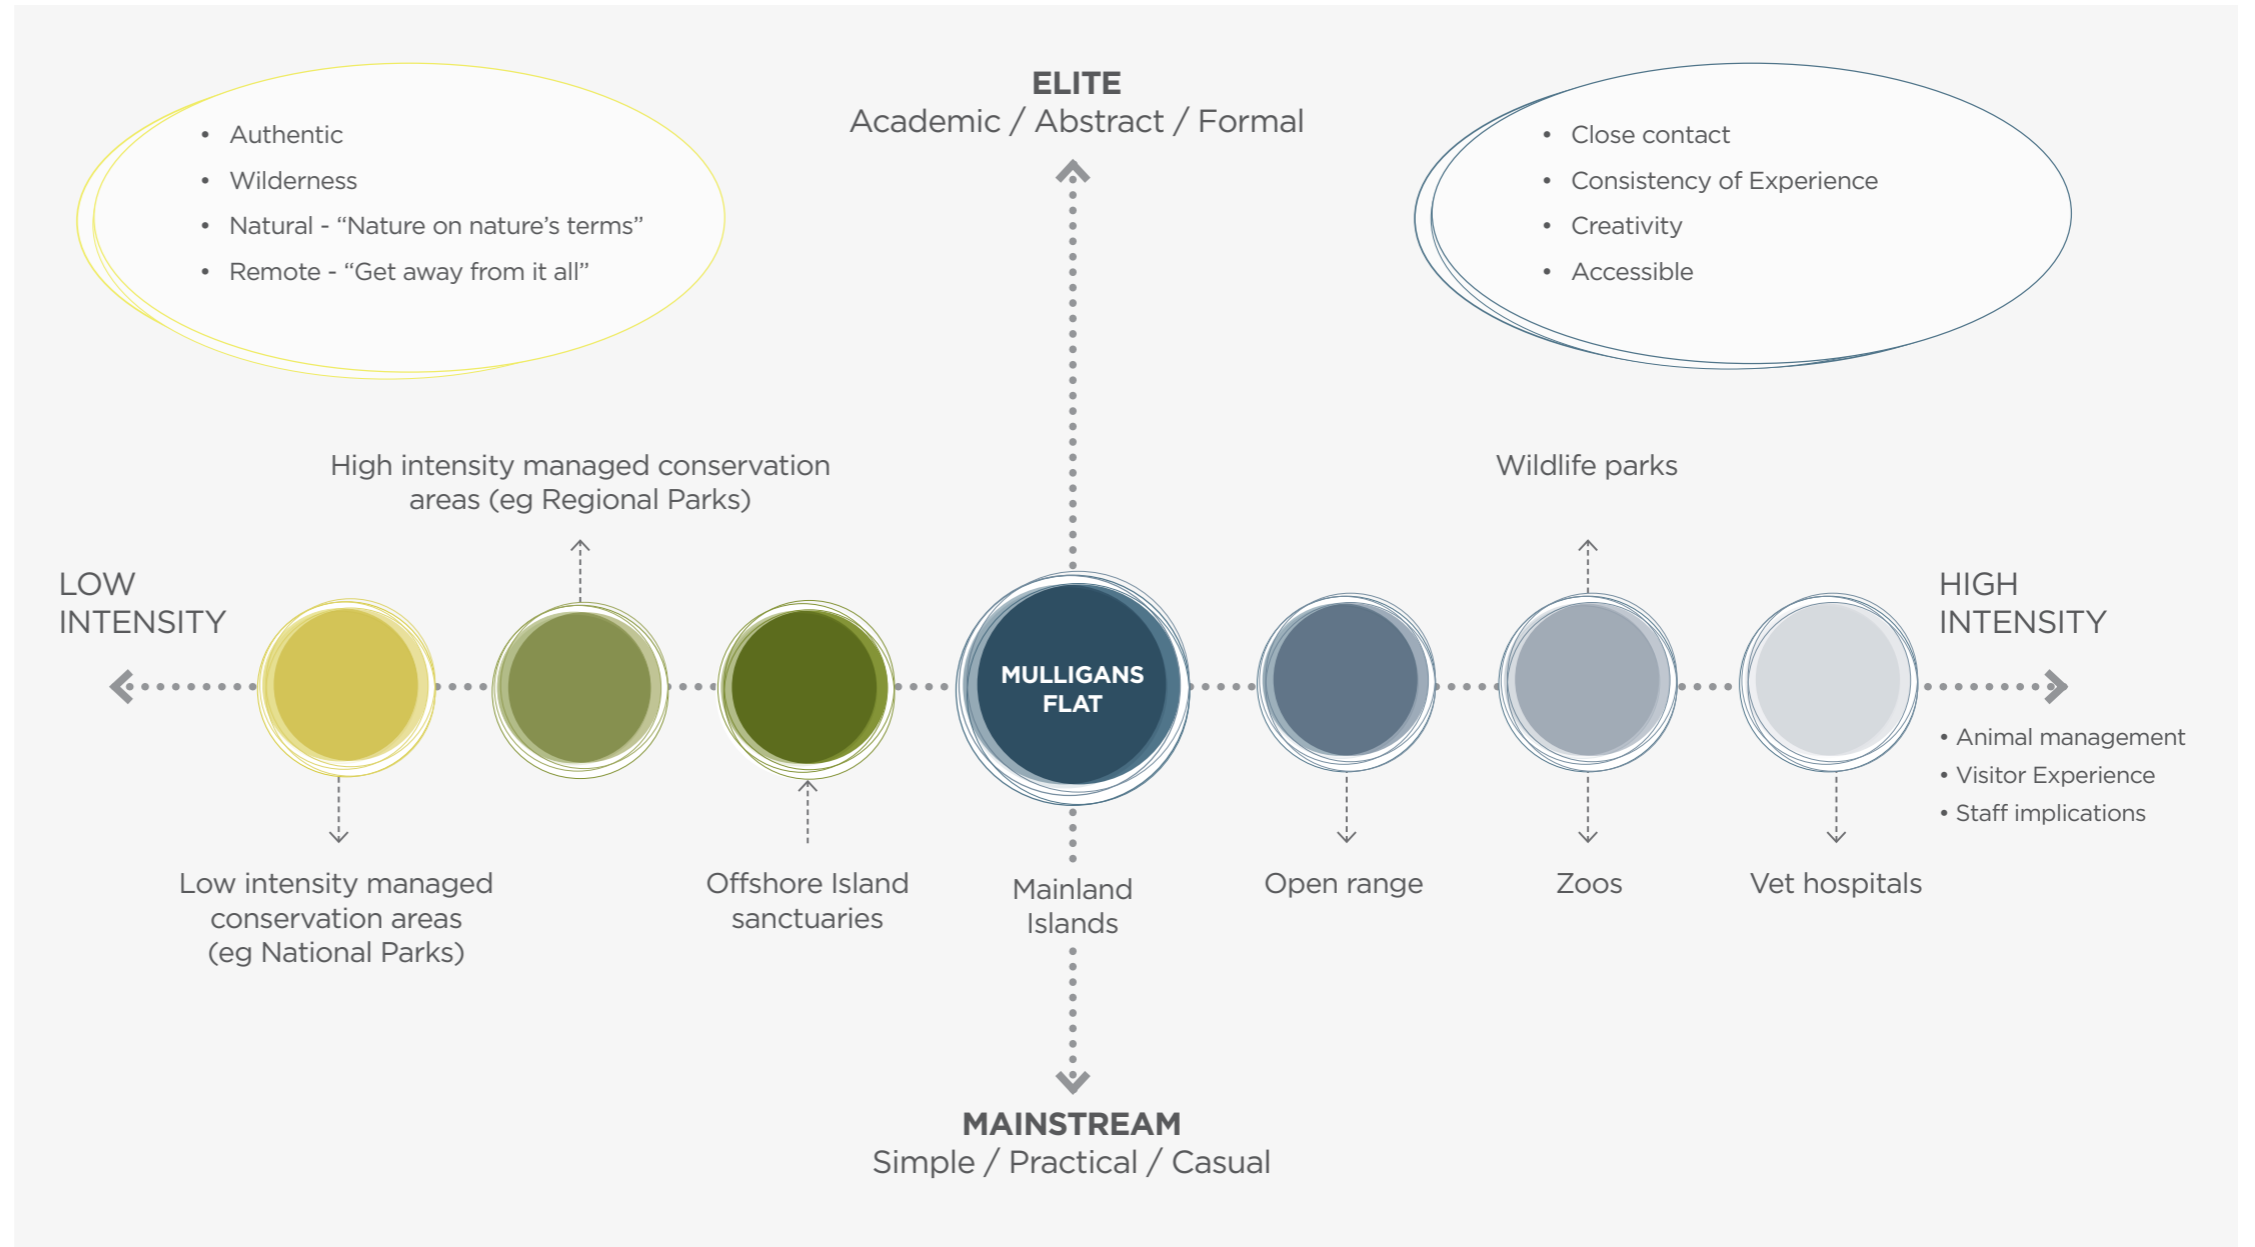 ELITE
Academic / Abstract / Formal
• Authentic
• Wilderness
• Natural - “Nature on nature’s terms”
• Remote - “Get away from it all”
• Close contact
• Consistency of Experience
• Creativity
• Accessible
High intensity managed conservation
areas (eg Regional Parks)
Wildlife parks
LOW
INTENSITY
HIGH
INTENSITY
MULLIGANS
FLAT
• Animal management
• Visitor Experience
• Staff implications
Low intensity managed
conservation areas
(eg National Parks)
Offshore Island
sanctuaries
Mainland
Islands
Open range
Zoos
Vet hospitals
MAINSTREAM
Simple / Practical / Casual